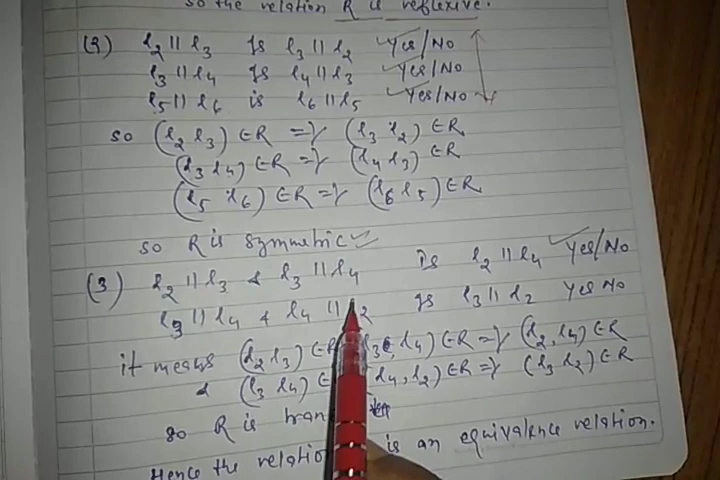 so the relation R is reflexive.
(2) l2 || l3 Is l3 || l2 Yes/No
l3 || l4 Is l4 || l3 Yes/No
l5 || l6 is l6 || l5 Yes/No
so (l2 l3) ∈ R => (l3 l2) ∈ R
(l3 l4) ∈ R => (l4 l3) ∈ R
(l5 l6) ∈ R => (l6 l5) ∈ R
so R is symmetric
(3) l2 || l3 & l3 || l4 Is l2 || l4 Yes/No
l3 || l4 & l4 || l2 Is l3 || l2 Yes No
it means (l2 l3) ∈ R l4) ∈ R => (l2, l4) ∈ R
& (l3 l4) ∈ l4, l2) ∈ R => (l3 l2) ∈ R
so R is
Hence the is an equivalence relation.